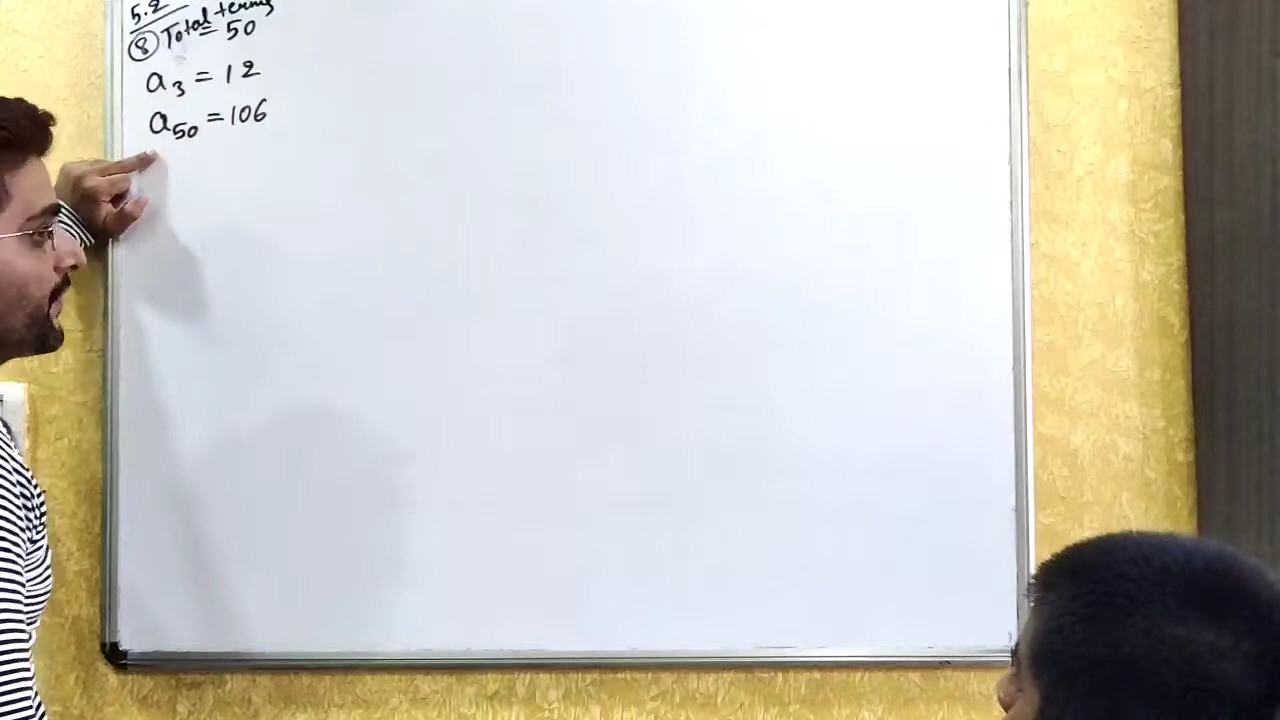 5.2
⑧ Total terms = 50
a₃ = 12
a₅₀ = 106